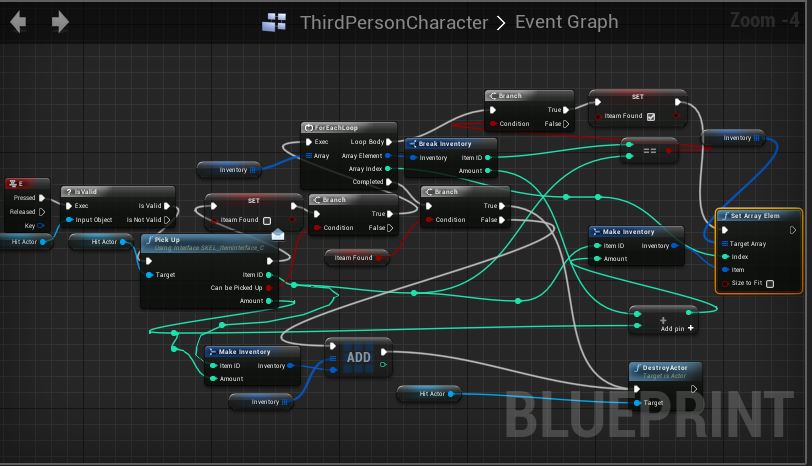 ThirdPersonCharacter > Event Graph
Zoom -4
Branch
True
Condition False
SET
Iteam Found
ForEachLoop
Exec Loop Body
Array Array Element
Array Index
Completed
Break Inventory
Inventory Item ID
Amount
==
Inventory
Inventory
E
Pressed
Released
Key
? IsValid
Exec Is Valid
Input Object Is Not Valid
SET
Iteam Found
Branch
True
Condition False
Branch
True
Condition False
Set Array Elem
Target Array
Index
Item
Size to Fit
Hit Actor
Hit Actor
Pick Up
Using Interface SKEL_Iteminterface_C
Target Item ID
Can be Picked Up
Amount
Iteam Found
Make Inventory
Item ID Inventory
Amount
+
Add pin +
Make Inventory
Item ID Inventory
Amount
ADD
Inventory
Hit Actor
DestroyActor
Target is Actor
Target
BLUEPRINT